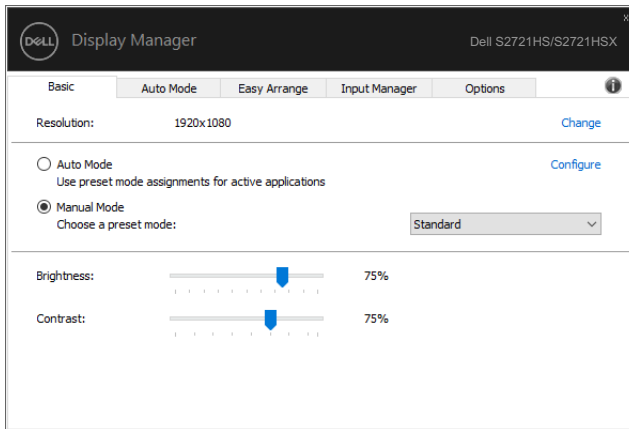 DELL Display Manager
Dell S2721HS/S2721HSX
x
Basic Auto Mode Easy Arrange Input Manager Options i
Resolution: 1920x1080 Change
Auto Mode Configure
Use preset mode assignments for active applications
Manual Mode
Choose a preset mode: Standard
Brightness: 75%
Contrast: 75%